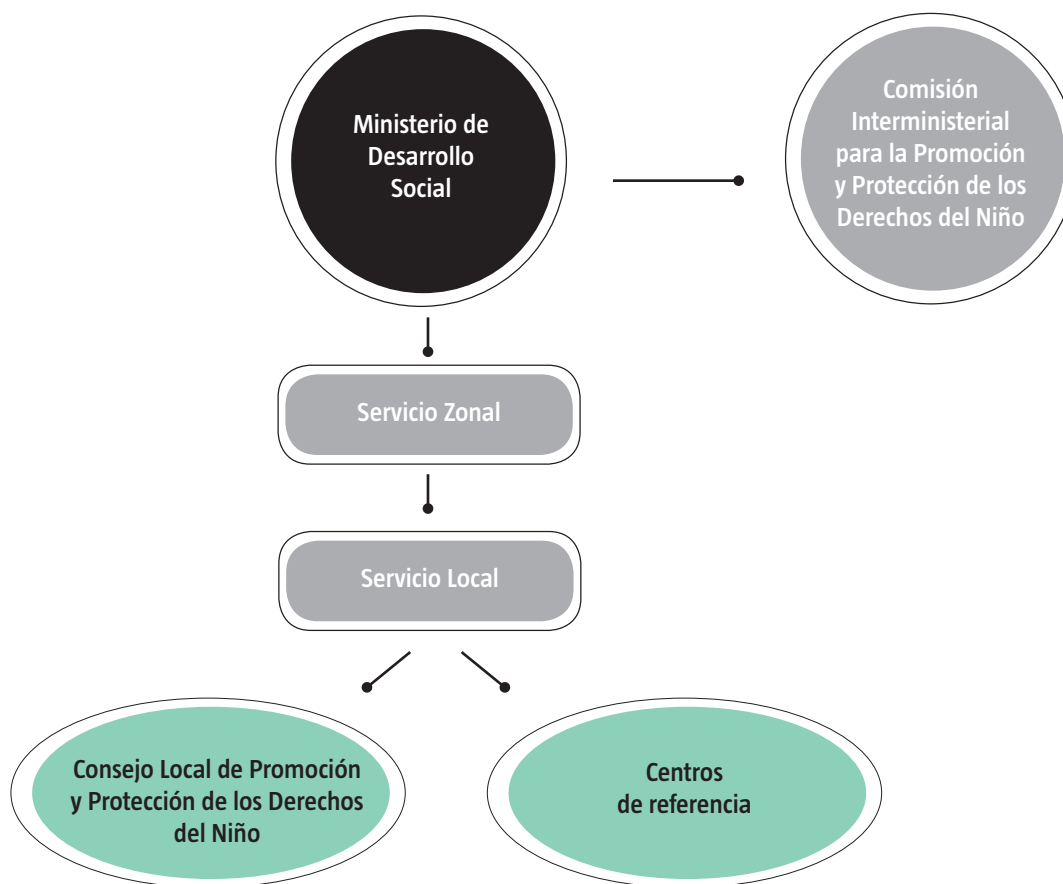 Ministerio de
Desarrollo
Social
Comisión
Interministerial
para la Promoción
y Protección de los
Derechos del Niño
Servicio Zonal
Servicio Local
Consejo Local de Promoción
y Protección de los Derechos
del Niño
Centros
de referencia